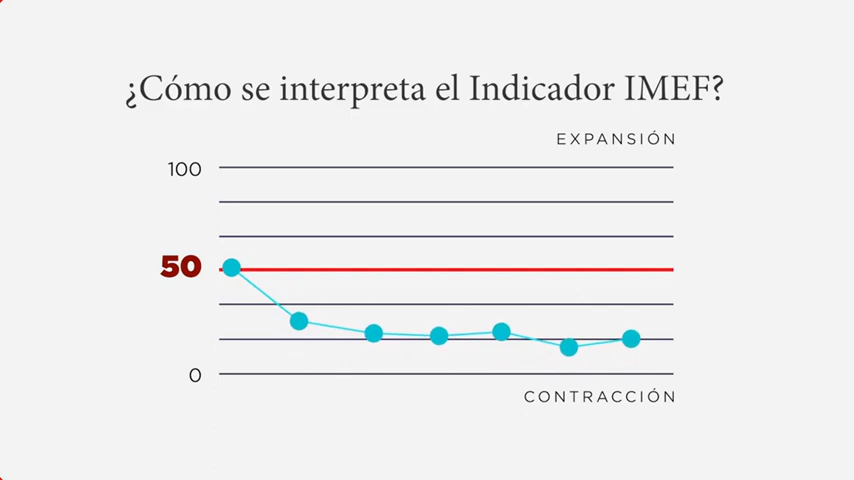 ¿Cómo se interpreta el Indicador IMEF?
EXPANSIÓN
100
50
0
CONTRACCIÓN